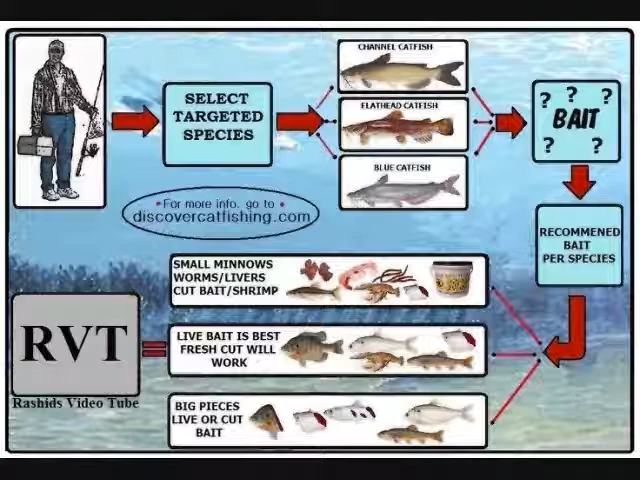 CHANNEL CATFISH
SELECT
TARGETED
SPECIES
FLATHEAD CATFISH
BLUE CATFISH
? ? ?
BAIT
? ?
For more info. go to
discovercatfishing.com
RECOMMENED
BAIT
PER SPECIES
SMALL MINNOWS
WORMS/LIVERS
CUT BAIT/SHRIMP
RVT
Rashids Video Tube
=
LIVE BAIT IS BEST
FRESH CUT WILL
WORK
BIG PIECES
LIVE OR CUT
BAIT